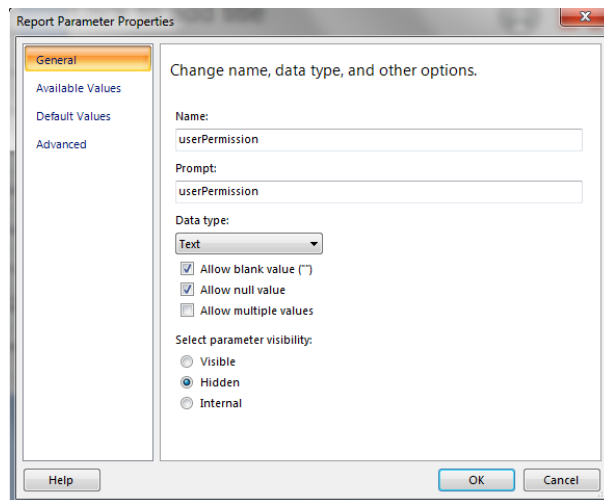 Report Parameter Properties
General
Available Values
Default Values
Advanced
Change name, data type, and other options.
Name:
userPermission
Prompt:
userPermission
Data type:
Text
Allow blank value ("")
Allow null value
Allow multiple values
Select parameter visibility:
Visible
Hidden
Internal
Help
OK
Cancel